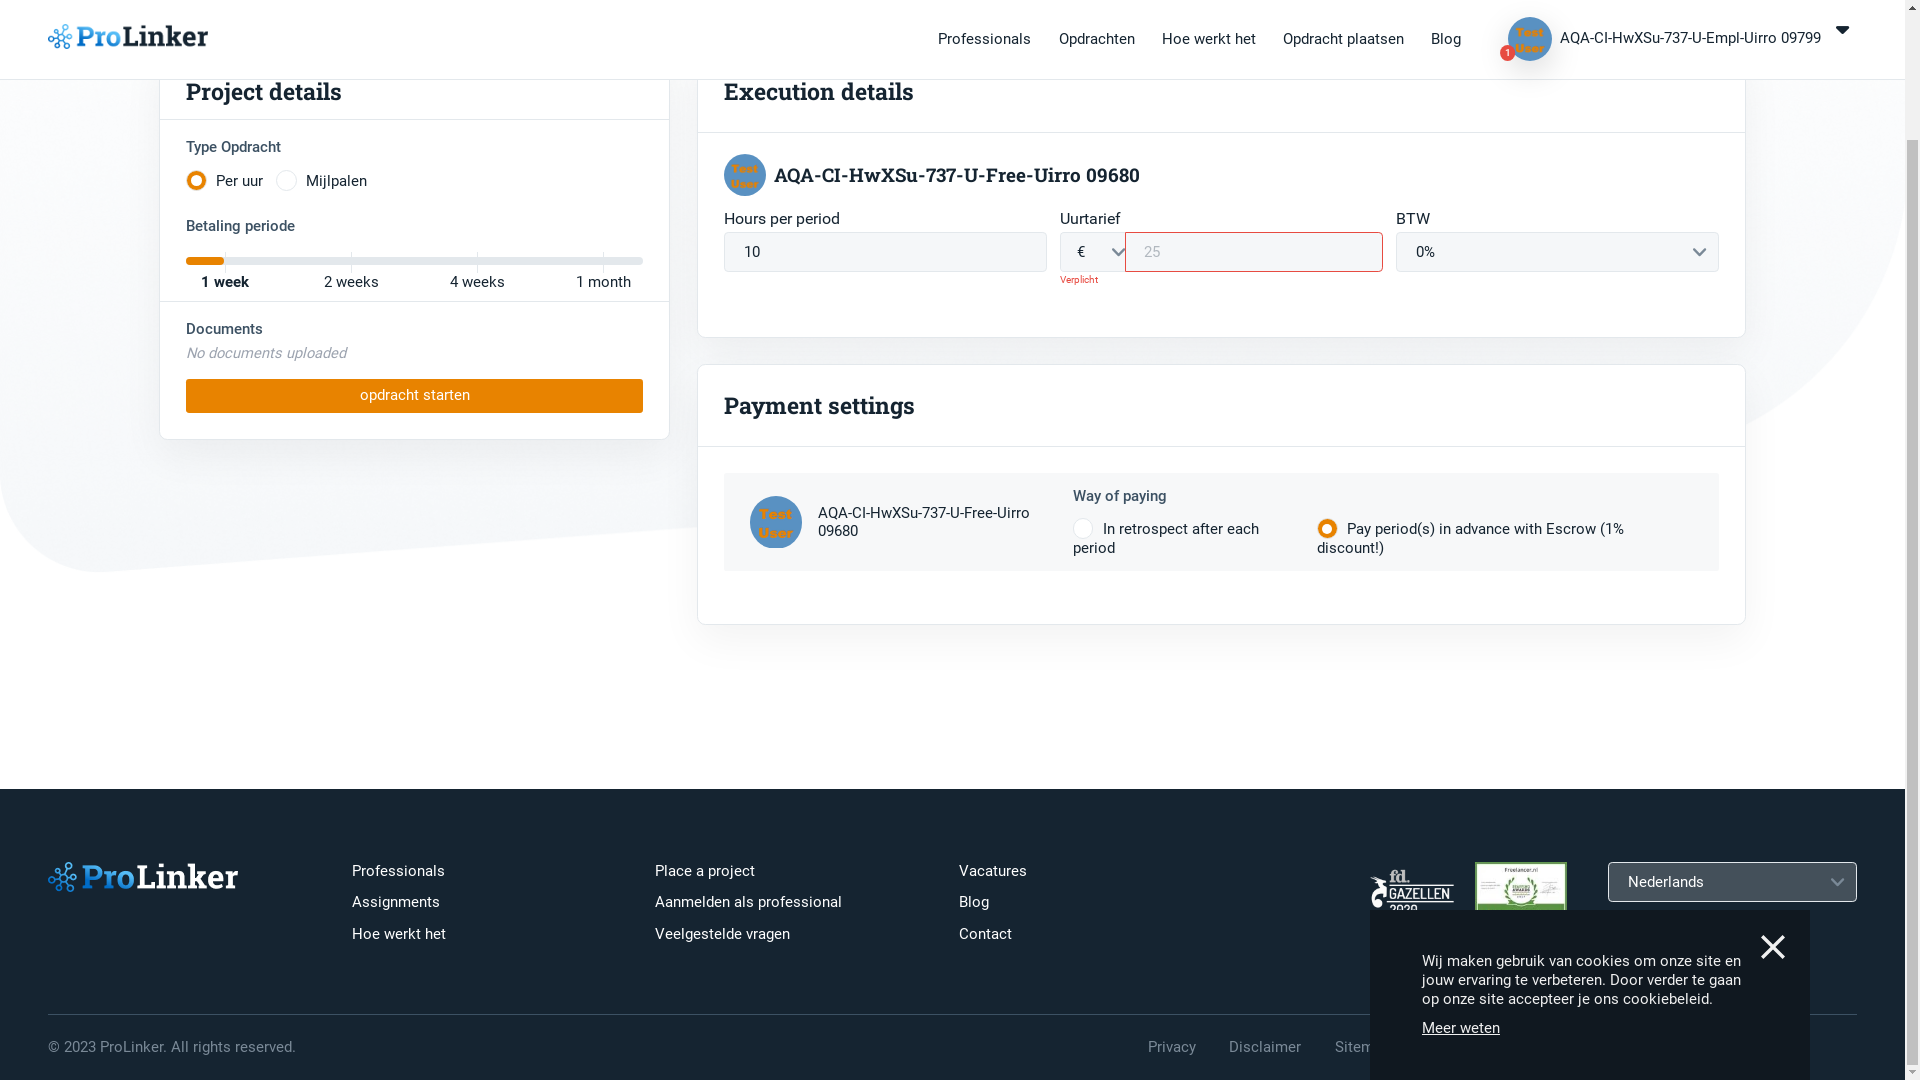 ProLinker
Professionals
Opdrachten
Hoe werkt het
Opdracht plaatsen
Blog
Test
User
1
AQA-CI-HwXSu-737-U-Empl-Uirro 09799
Project details
Type Opdracht
Per uur
Mijlpalen
Betaling periode
1 week
2 weeks
4 weeks
1 month
Documents
No documents uploaded
opdracht starten
Execution details
Test
User
AQA-CI-HwXSu-737-U-Free-Uirro 09680
Hours per period
10
Uurtarief
€
25
Verplicht
BTW
0%
Payment settings
Test
User
AQA-CI-HwXSu-737-U-Free-Uirro
09680
Way of paying
In retrospect after each
period
Pay period(s) in advance with Escrow (1%
discount!)
ProLinker
Professionals
Assignments
Hoe werkt het
Place a project
Aanmelden als professional
Veelgestelde vragen
Vacatures
Blog
Contact
fd.
GAZELLEN
2020
Freelancer.nl
Nederlands
Wij maken gebruik van cookies om onze site en
jouw ervaring te verbeteren. Door verder te gaan
op onze site accepteer je ons cookiebeleid.
Meer weten
© 2023 ProLinker. All rights reserved.
Privacy
Disclaimer
Sitem